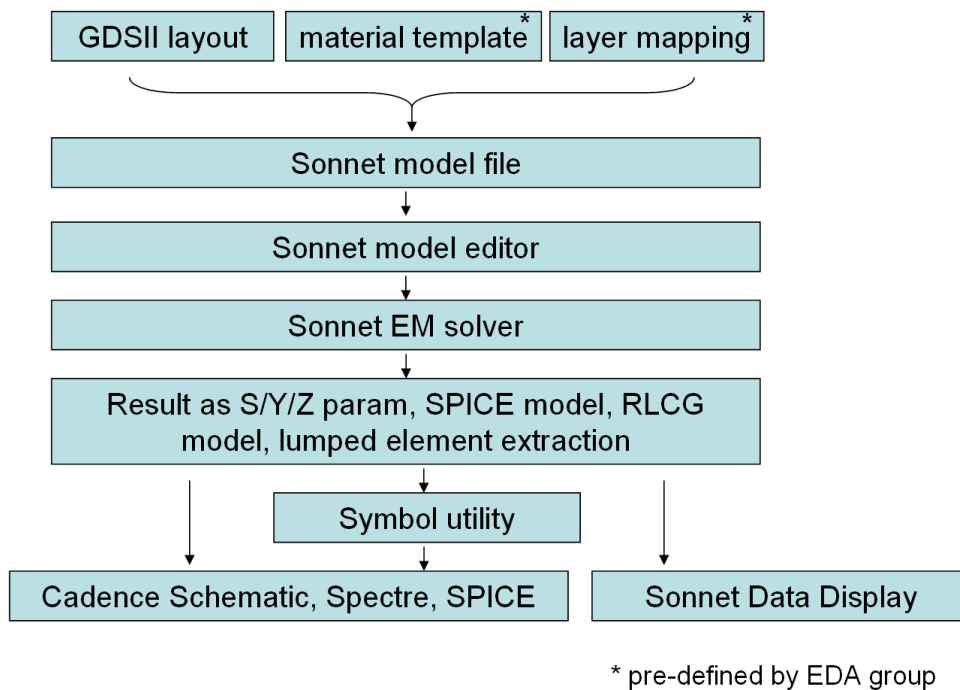 GDSII layout
material template*
layer mapping*
Sonnet model file
Sonnet model editor
Sonnet EM solver
Result as S/Y/Z param, SPICE model, RLCG
model, lumped element extraction
Symbol utility
Cadence Schematic, Spectre, SPICE
Sonnet Data Display
* pre-defined by EDA group